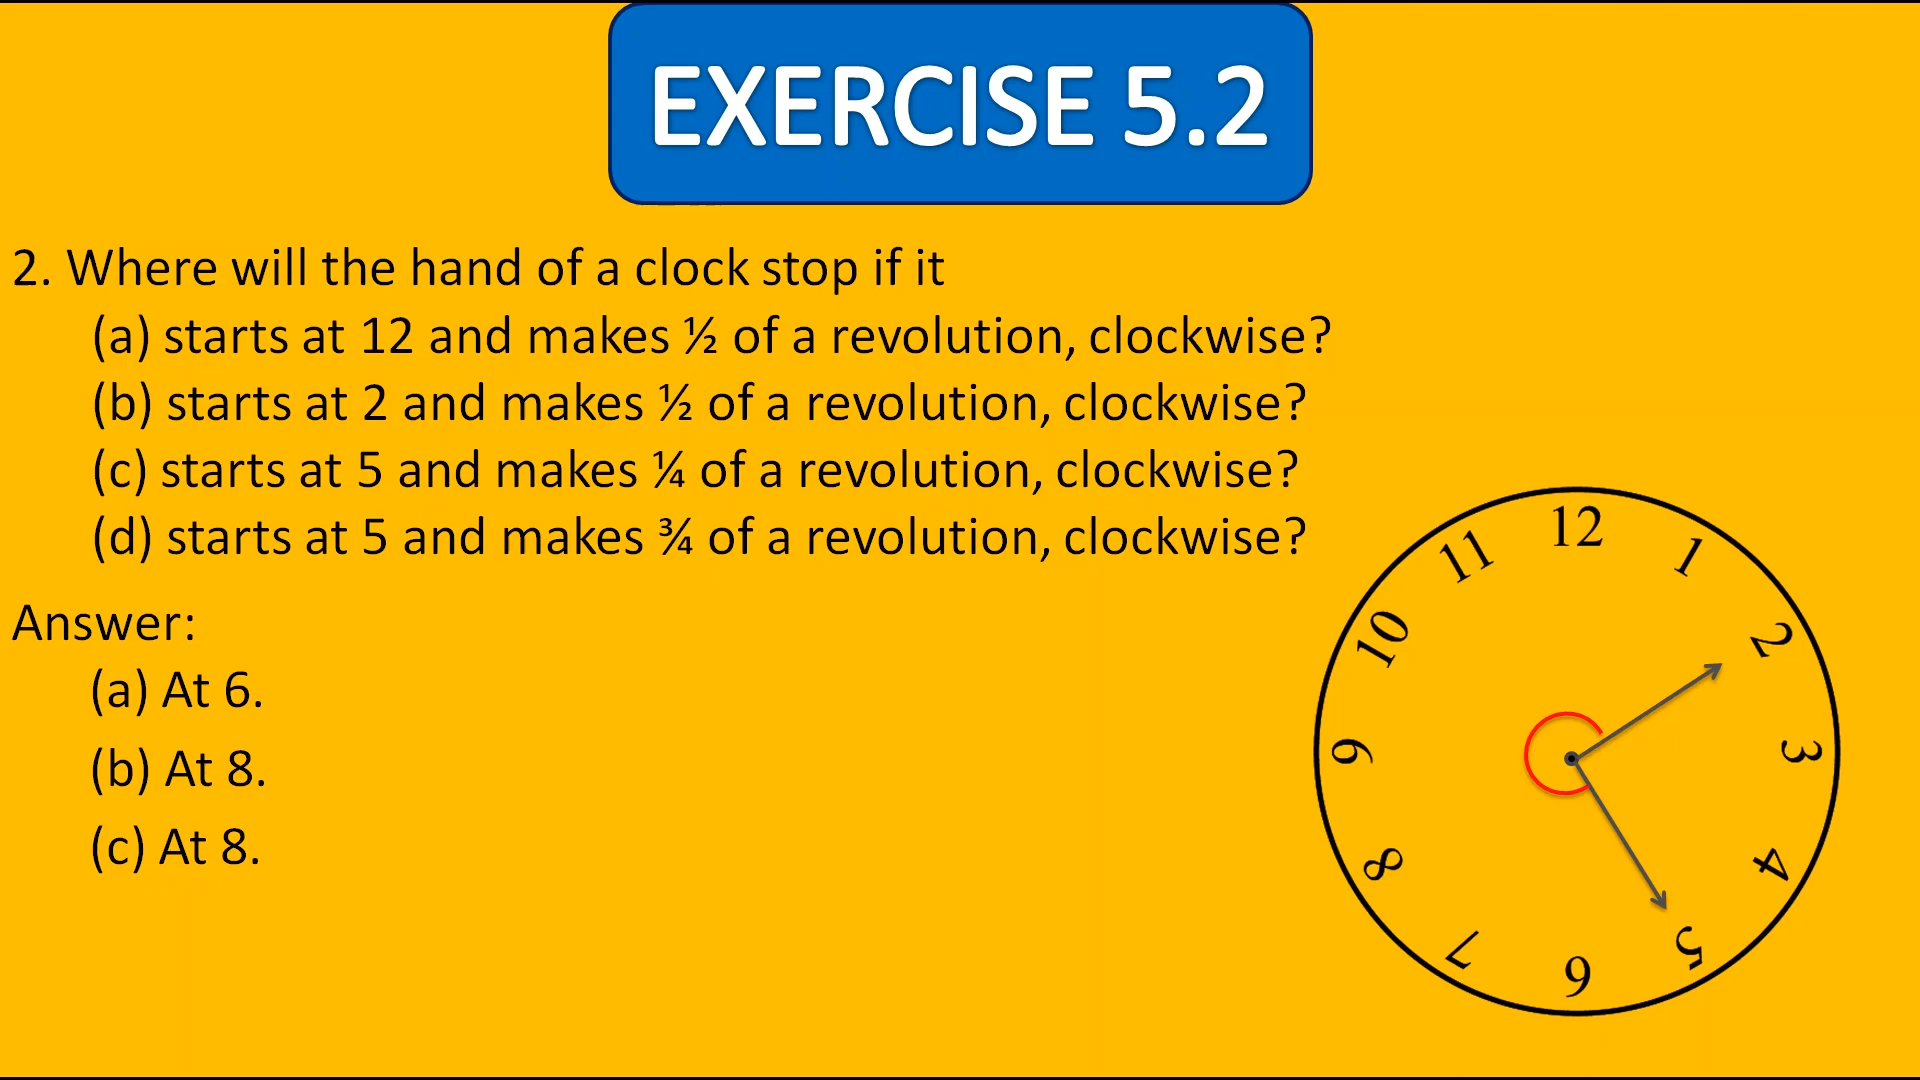 EXERCISE 5.2
2. Where will the hand of a clock stop if it
(a) starts at 12 and makes ½ of a revolution, clockwise?
(b) starts at 2 and makes ½ of a revolution, clockwise?
(c) starts at 5 and makes ¼ of a revolution, clockwise?
(d) starts at 5 and makes ¾ of a revolution, clockwise?
Answer:
(a) At 6.
(b) At 8.
(c) At 8.
12
1
2
3
4
5
6
7
8
9
10
11